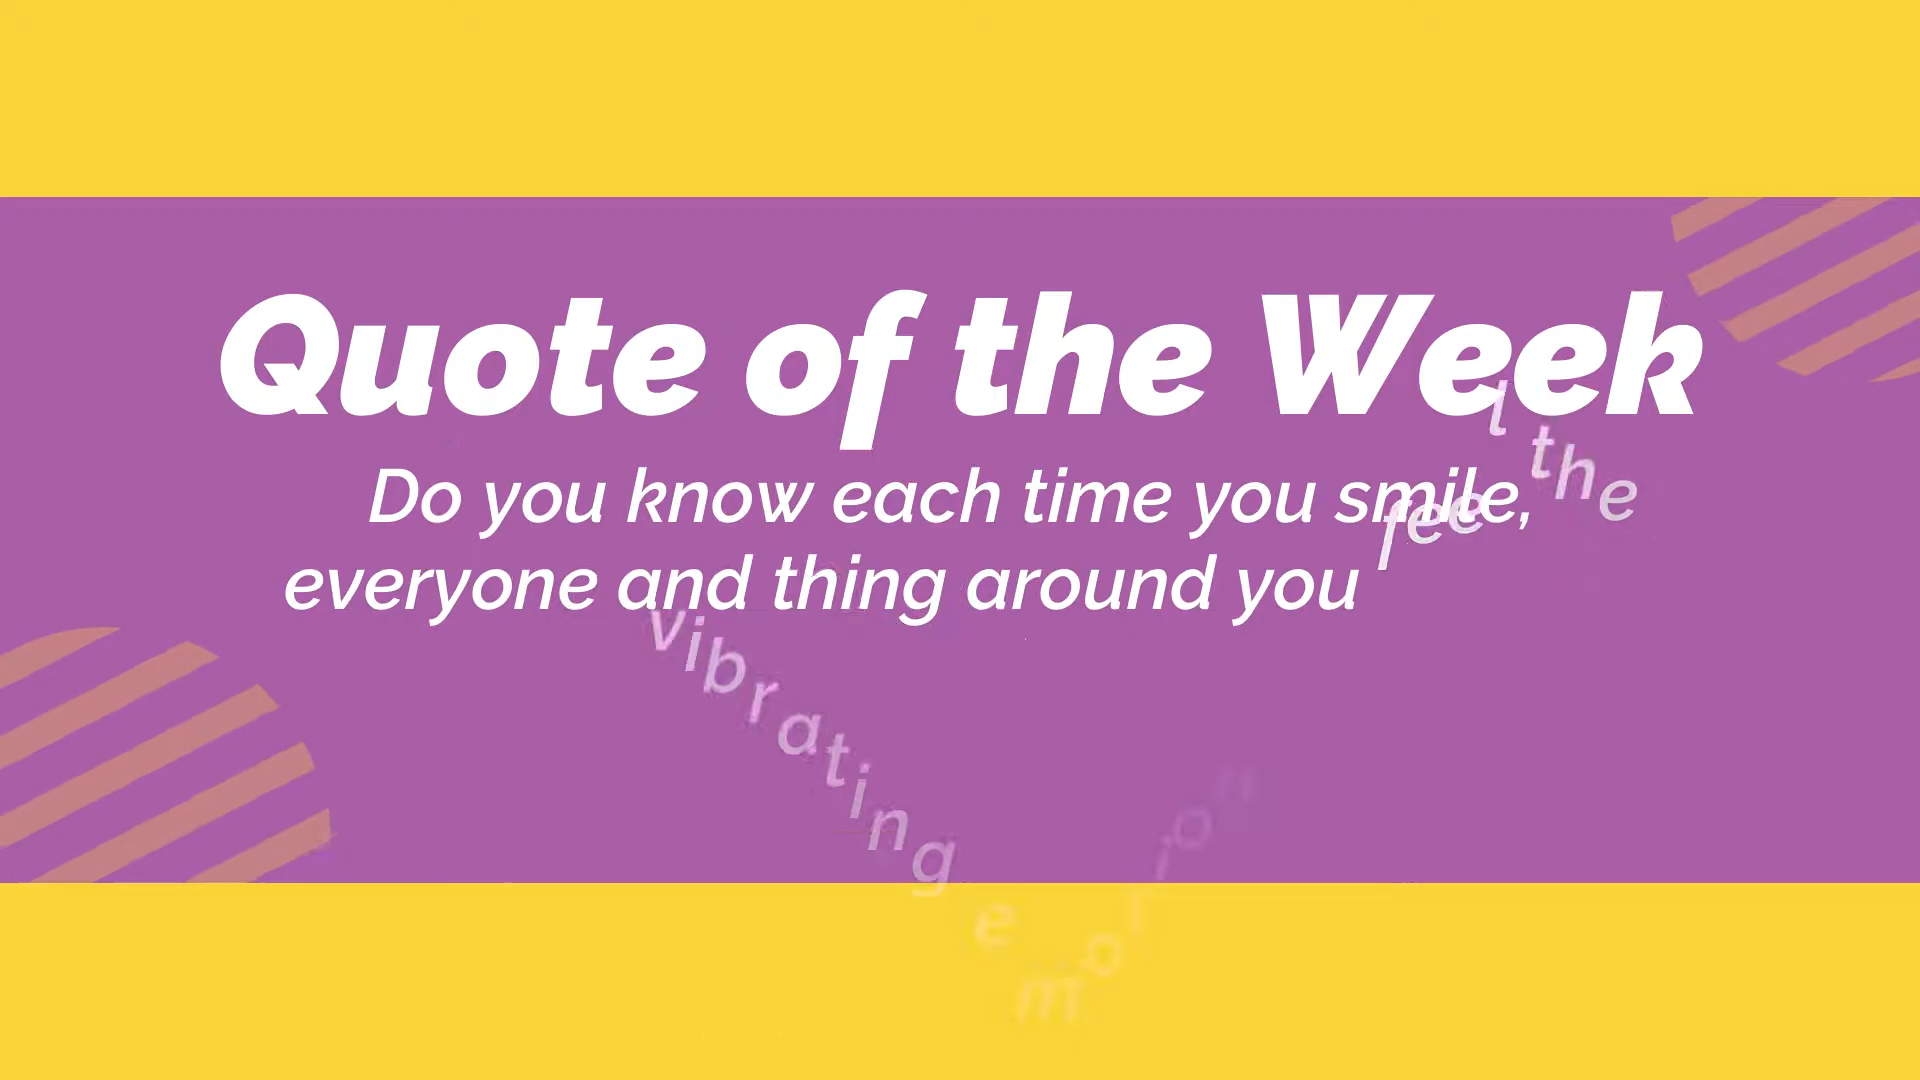 Quote of the Week
Do you know each time you smile,
everyone and thing around you feel the
vibrating emotion